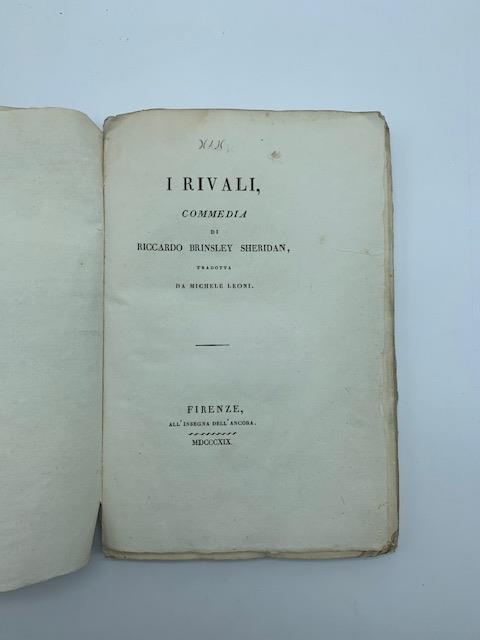 I RIVALI,
COMMEDIA
DI
RICCARDO BRINSLEY SHERIDAN,
TRADOTTA
DA MICHELE LEONI.
FIRENZE,
ALL'INSEGNA DELL'ANCORA.
MDCCCXIX.